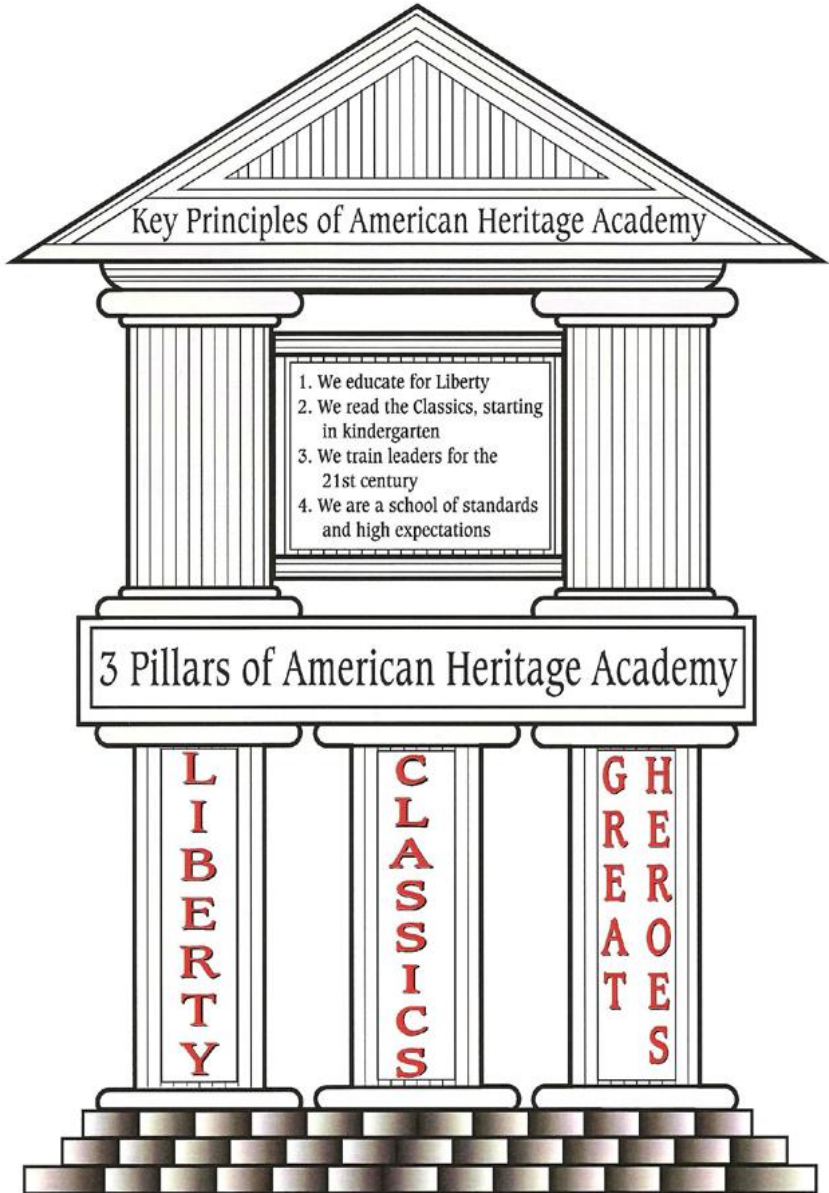 Key Principles of American Heritage Academy
1. We educate for Liberty
2. We read the Classics, starting
in kindergarten
3. We train leaders for the
21st century
4. We are a school of standards
and high expectations
3 Pillars of American Heritage Academy
LIBERTY
CLASSICS
GREAT
HEROES